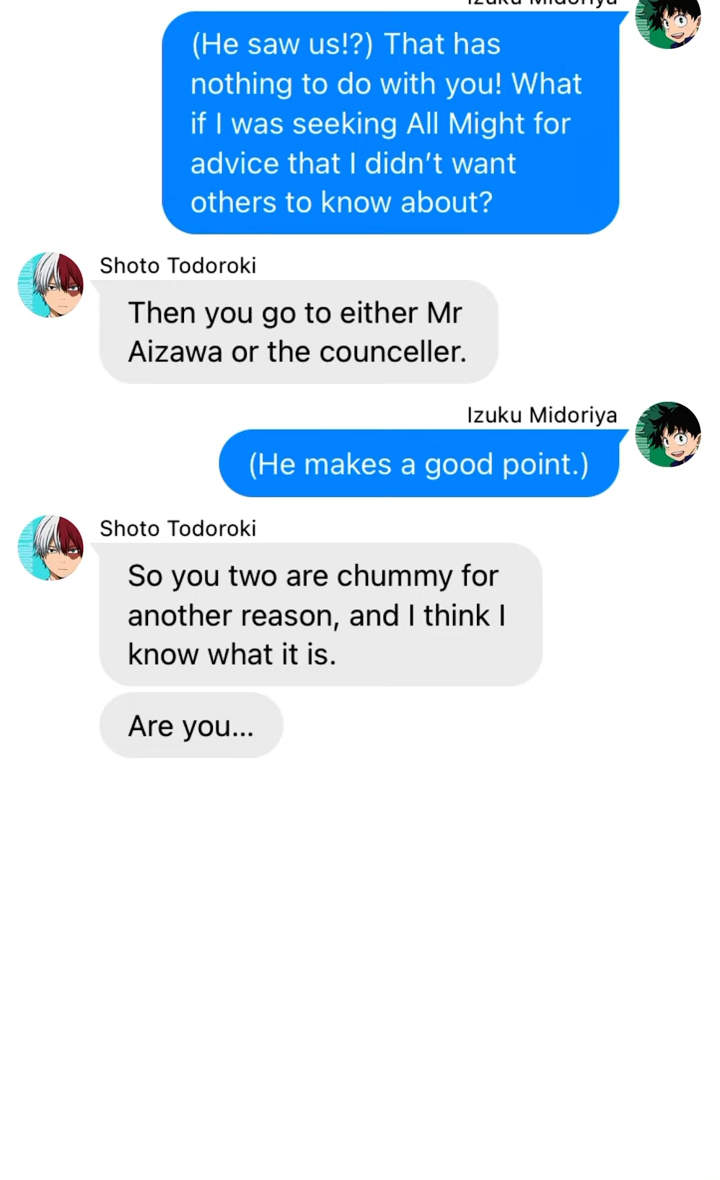 Izuku Midoriya
(He saw us!?) That has
nothing to do with you! What
if I was seeking All Might for
advice that I didn’t want
others to know about?
Shoto Todoroki
Then you go to either Mr
Aizawa or the counceller.
Izuku Midoriya
(He makes a good point.)
Shoto Todoroki
So you two are chummy for
another reason, and I think I
know what it is.
Are you...